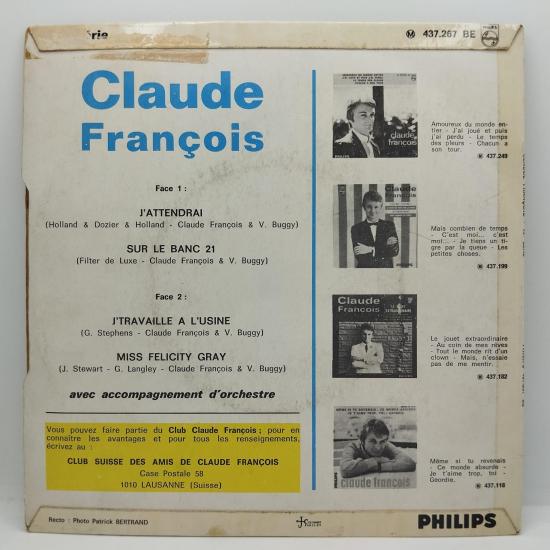 M 437.267 BE
Claude
François
Face 1 :
J'ATTENDRAI
(Holland & Dozier & Holland - Claude François & V. Buggy)
SUR LE BANC 21
(Filter de Luxe - Claude François & V. Buggy)
Face 2 :
J'TRAVAILLE A L'USINE
(G. Stephens - Claude François & V. Buggy)
MISS FELICITY GRAY
(J. Stewart - G. Langley - Claude François & V. Buggy)
avec accompagnement d'orchestre
Vous pouvez faire partie du Club Claude François ; pour en
connaître les avantages et pour tous les renseignements,
écrivez au :
CLUB SUISSE DES AMIS DE CLAUDE FRANÇOIS
Case Postale 58
1010 LAUSANNE (Suisse)
claude
françois
PHILIPS
Amoureux du monde en-
tier - J'ai joué et puis
j'ai perdu - Le temps
des pleurs - Chacun a
son tour.
437.249
Claude
Mais combien de temps
- C'est moi... c'est
moi... - Je tiens un ti-
gre par la queue - Les
petites choses.
437.199
Claude
François
Le jouet extraordinaire
- Au coin de mes rêves
- Tout le monde rit d'un
clown - Mais, n'essaie
pas de me mentir.
437.182
claude françois
Même si tu revenais
- Ce monde absurde -
Je t'aime trop, toi -
Geordie.
437.118
Recto : Photo Patrick BERTRAND
PHILIPS